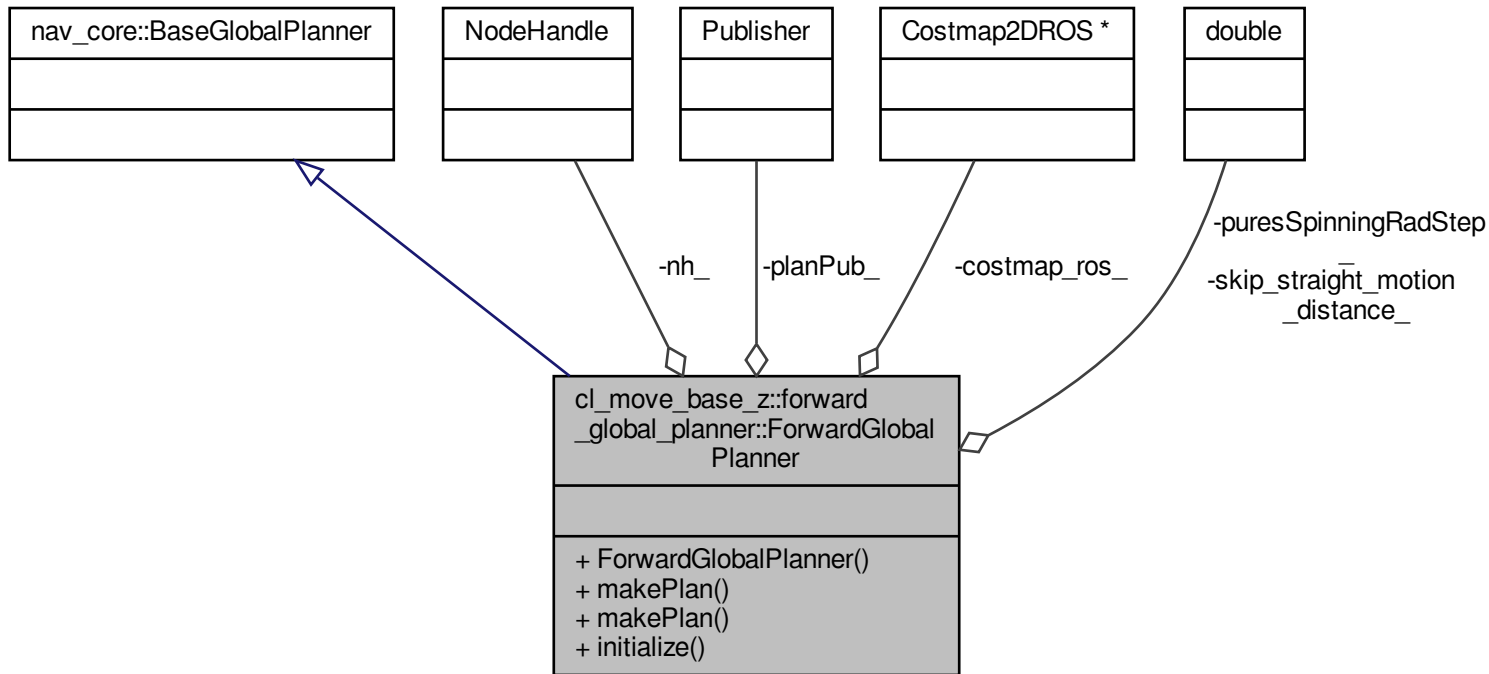 nav_core::BaseGlobalPlanner
NodeHandle
Publisher
Costmap2DROS *
double
-nh_
-planPub_
-costmap_ros_
-puresSpinningRadStep
_
-skip_straight_motion
_distance_
cl_move_base_z::forward
_global_planner::ForwardGlobal
Planner
+ ForwardGlobalPlanner()
+ makePlan()
+ makePlan()
+ initialize()